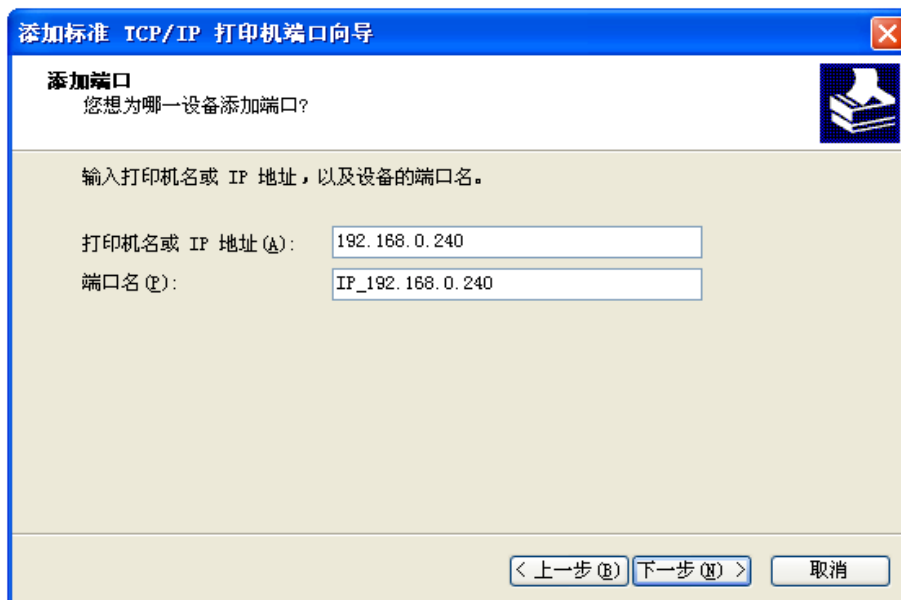 添加标准 TCP/IP 打印机端口向导
添加端口
您想为哪一设备添加端口?
输入打印机名或 IP 地址，以及设备的端口名。
打印机名或 IP 地址(A): 192.168.0.240
端口名(P): IP_192.168.0.240
< 上一步(B) 下一步(N) > 取消